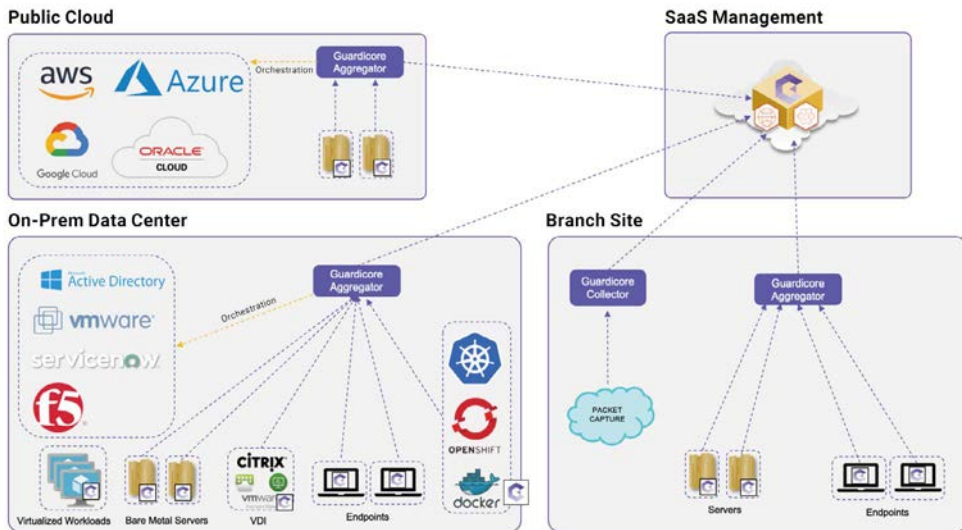 Public Cloud
SaaS Management
aws
Azure
Google Cloud
ORACLE
CLOUD
Orchestration
Guardicore
Aggregator
On-Prem Data Center
Branch Site
Active Directory
vmware
servicenow
f5
Orchestration
Guardicore
Aggregator
OPENSHIFT
docker
Virtualized Workloads
Bare Metal Servers
CİTRIX
vmware
VDI
Endpoints
Guardicore
Collector
Guardicore
Aggregator
PACKET
CAPTURE
Servers
Endpoints